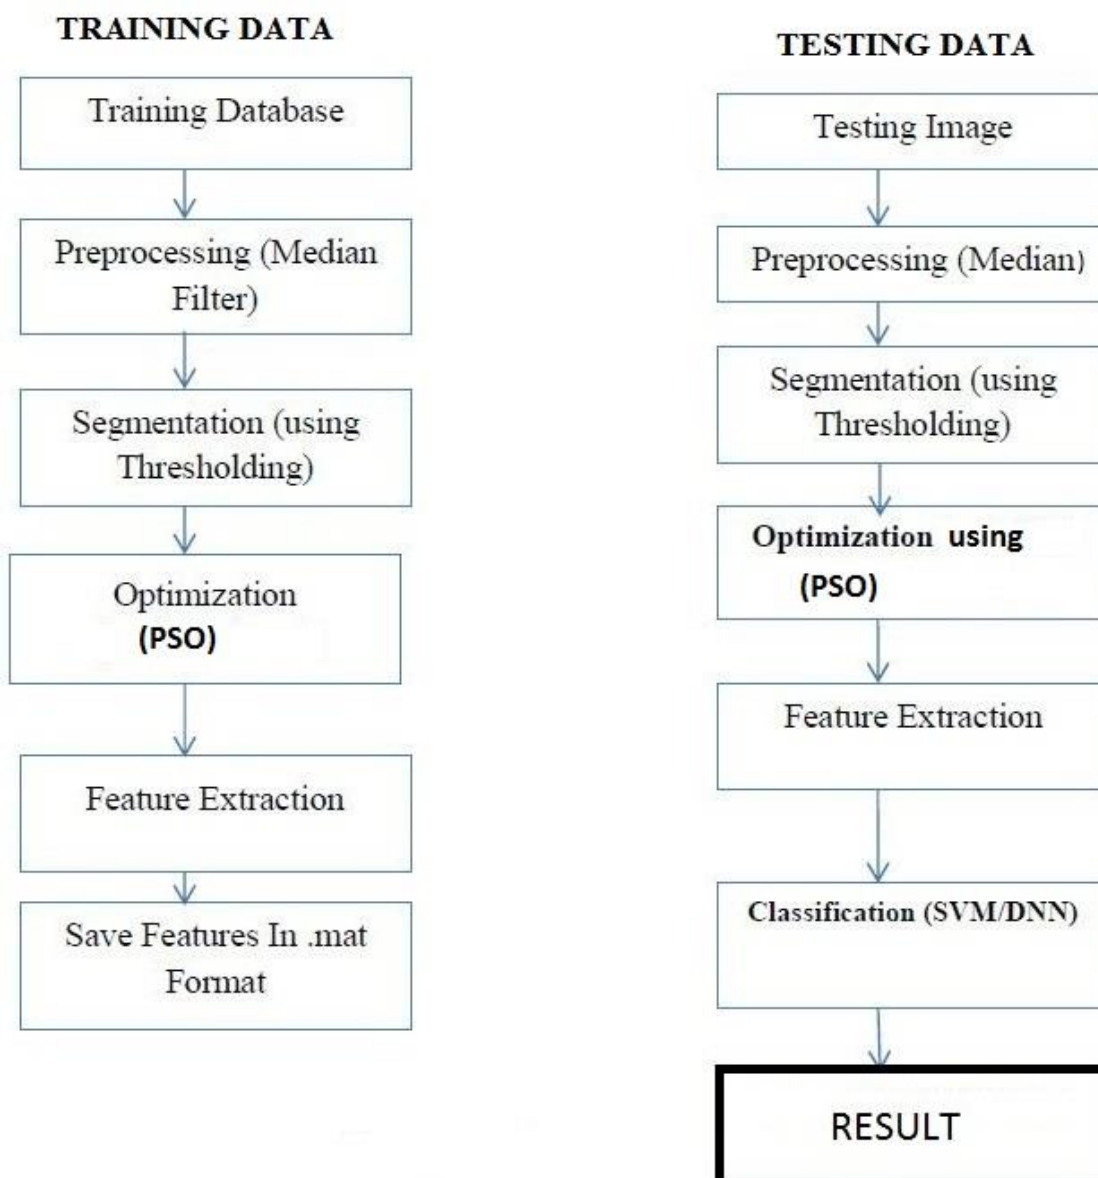 TRAINING DATA
Training Database
Preprocessing (Median
Filter)
Segmentation (using
Thresholding)
Optimization
(PSO)
Feature Extraction
Save Features In .mat
Format
TESTING DATA
Testing Image
Preprocessing (Median)
Segmentation (using
Thresholding)
Optimization using
(PSO)
Feature Extraction
Classification (SVM/DNN)
RESULT